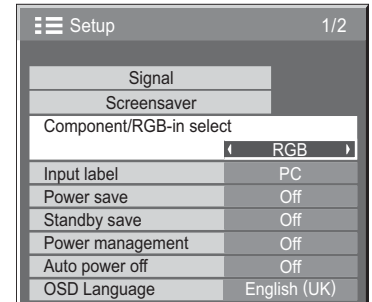 Setup 1/2
Signal
Screensaver
Component/RGB-in select
RGB
Input label PC
Power save Off
Standby save Off
Power management Off
Auto power off Off
OSD Language English (UK)